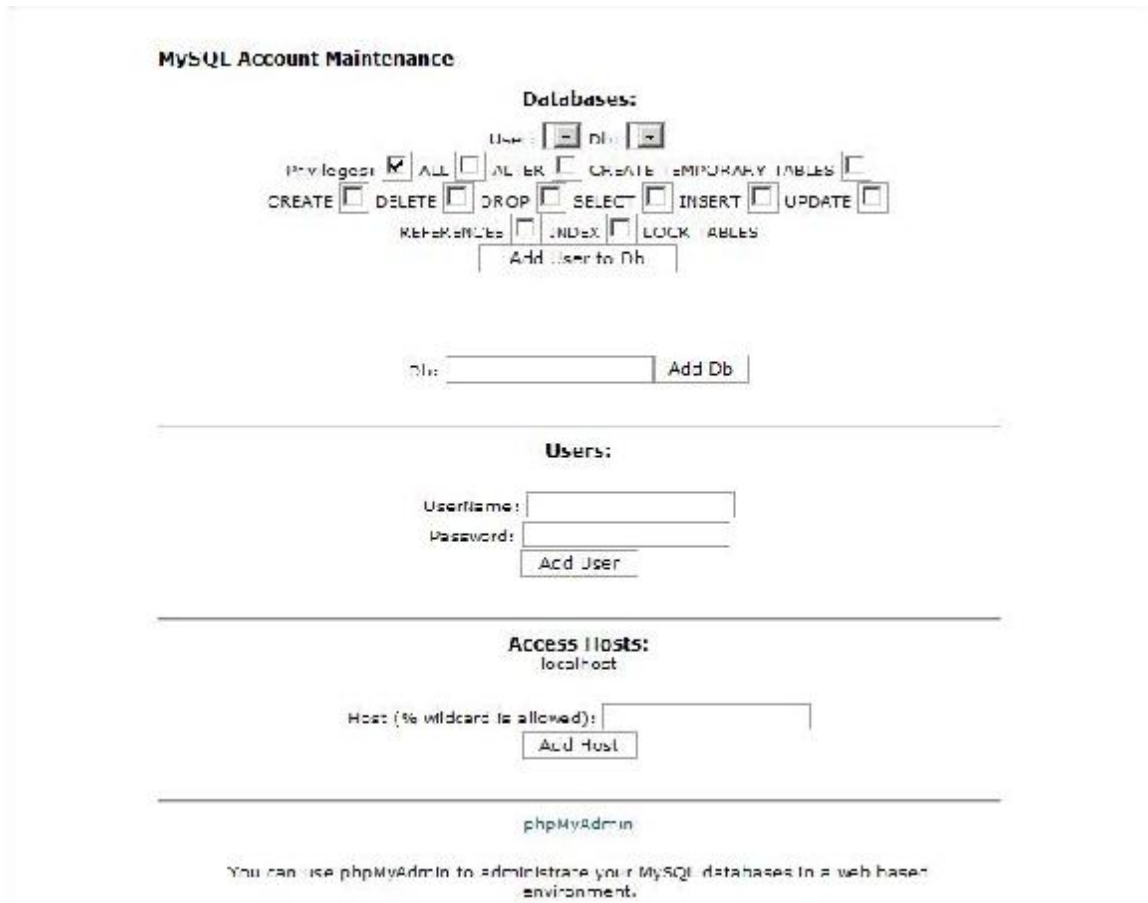 MySQL Account Maintenance
Databases:
User: Db:
Privileges: ALL ALTER CREATE TEMPORARY TABLES
CREATE DELETE DROP SELECT INSERT UPDATE
REFERENCES INDEX LOCK TABLES
Add User to Db
Db: Add Db
Users:
UserName:
Password:
Add User
Access Hosts:
localhost
Host (% wildcard is allowed):
Add Host
phpMyAdmin
You can use phpMyAdmin to administrate your MySQL databases in a web based
environment.